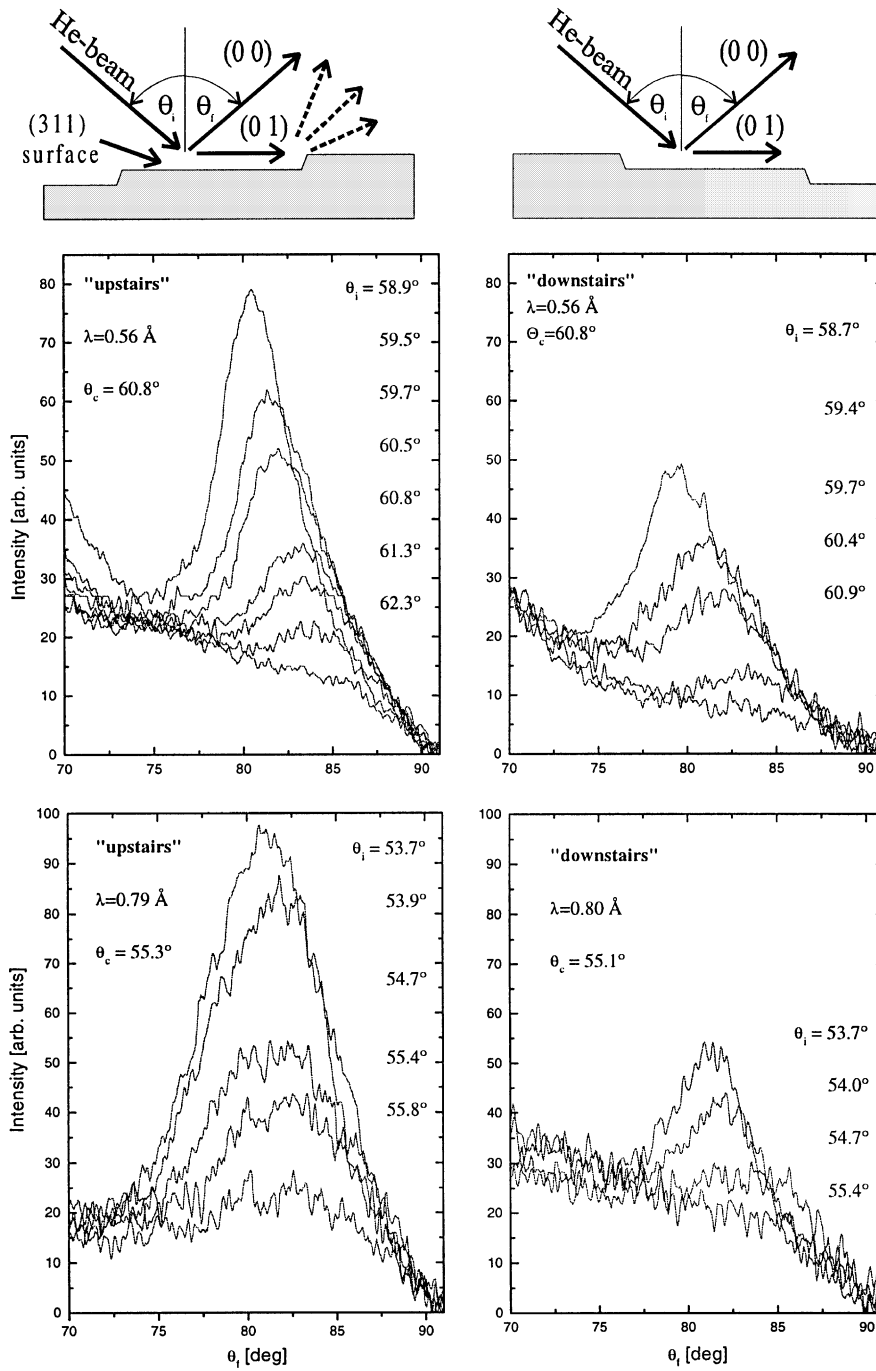 He-beam
(0 0)
θi θf
(0 1)
(311)
surface
He-beam
(0 0)
θi θf
(0 1)
"upstairs"
λ=0.56 Å
θc = 60.8°
θi = 58.9°
59.5°
59.7°
60.5°
60.8°
61.3°
62.3°
Intensity [arb. units]
80
70
60
50
40
30
20
10
0
70 75 80 85 90
"downstairs"
λ=0.56 Å
Θc=60.8°
θi = 58.7°
59.4°
59.7°
60.4°
60.9°
80
70
60
50
40
30
20
10
0
70 75 80 85 90
"upstairs"
λ=0.79 Å
θc = 55.3°
θi = 53.7°
53.9°
54.7°
55.4°
55.8°
Intensity [arb. units]
100
90
80
70
60
50
40
30
20
10
0
70 75 80 85 90
θf [deg]
"downstairs"
λ=0.80 Å
θc = 55.1°
θi = 53.7°
54.0°
54.7°
55.4°
100
90
80
70
60
50
40
30
20
10
0
70 75 80 85 90
θf [deg]